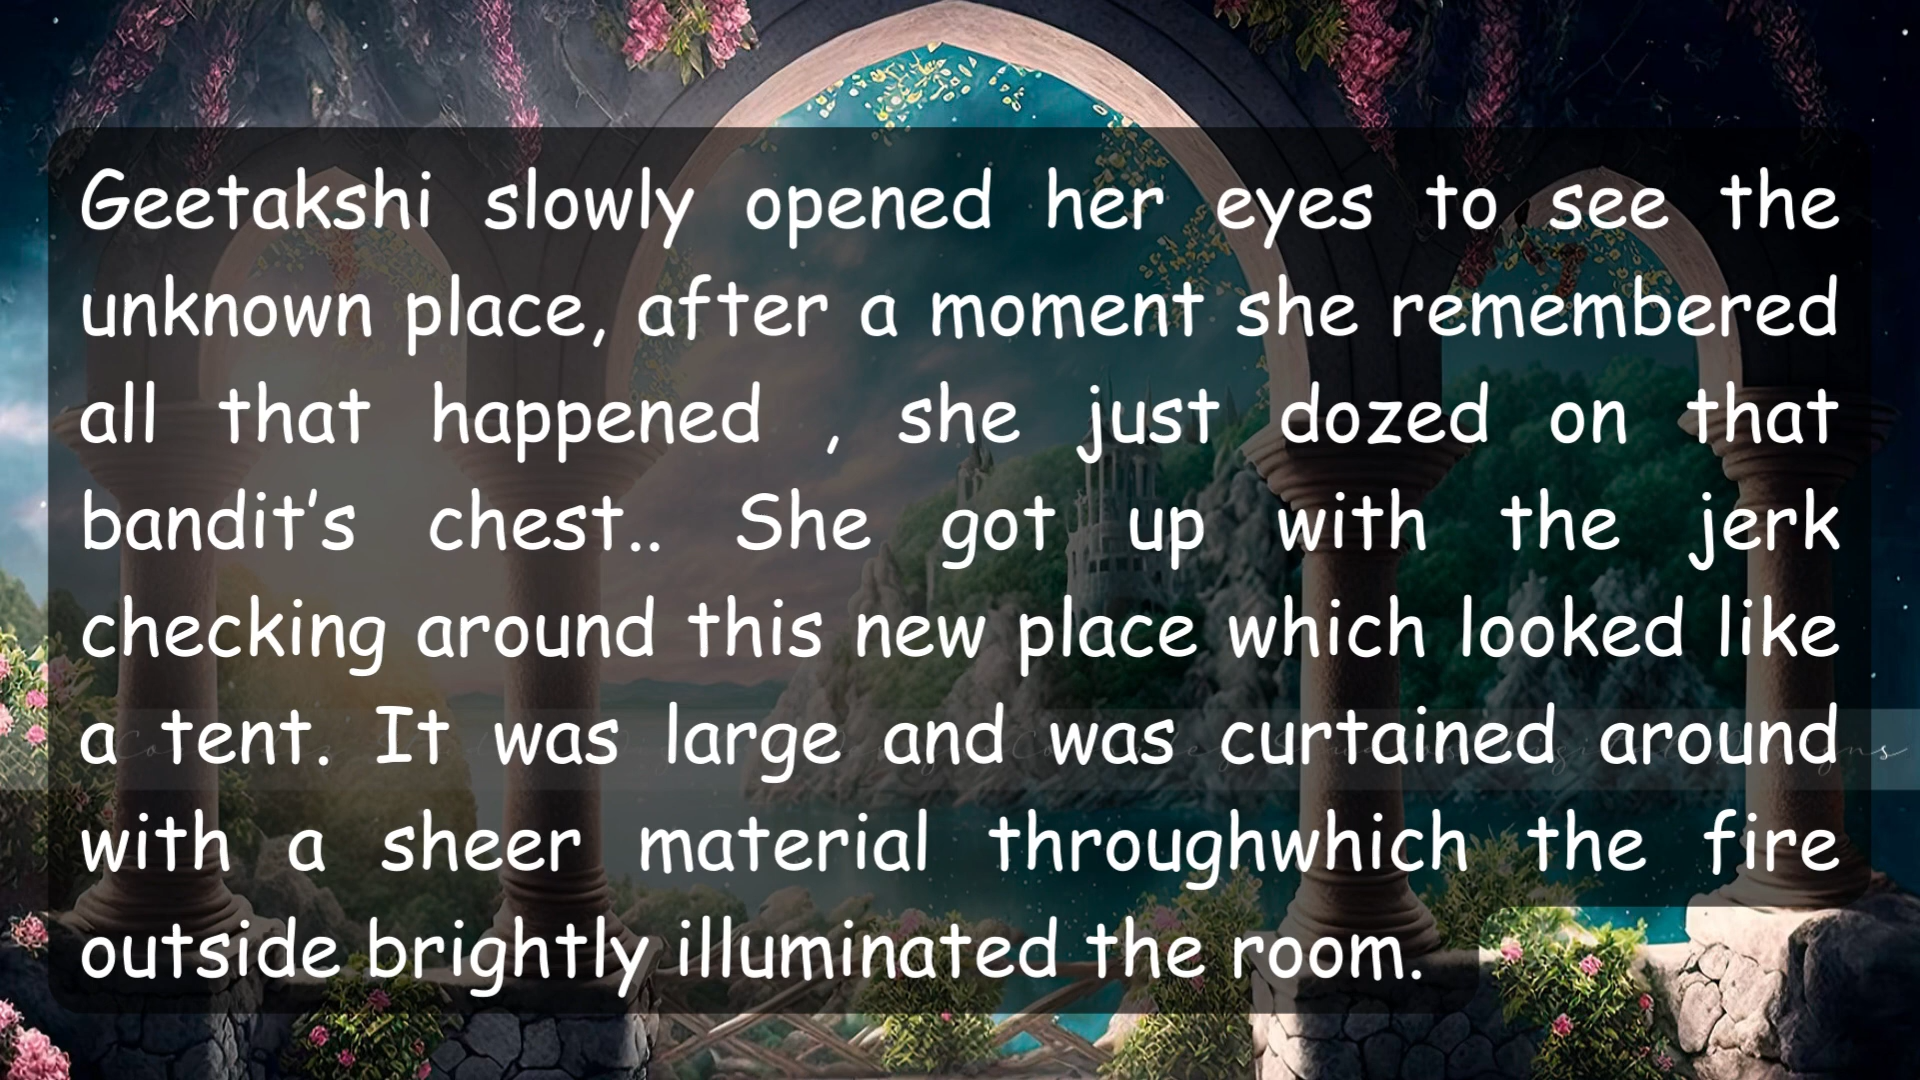 Geetakshi slowly opened her eyes to see the
unknown place, after a moment she remembered
all that happened , she just dozed on that
bandit's chest.. She got up with the jerk
checking around this new place which looked like
a tent. It was large and was curtained around
with a sheer material throughwhich the fire
outside brightly illuminated the room.